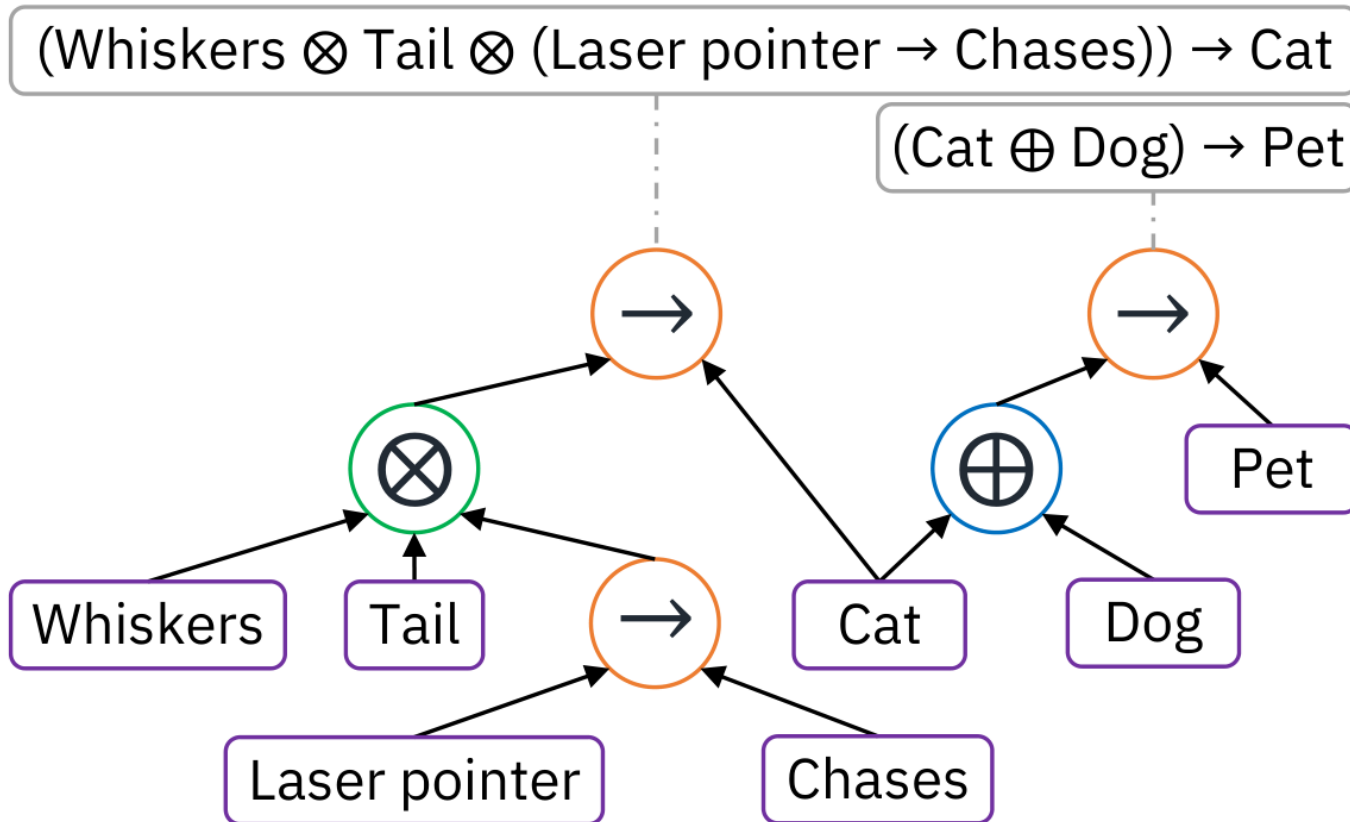 (Whiskers ⊗ Tail ⊗ (Laser pointer → Chases)) → Cat
(Cat ⊕ Dog) → Pet
→
→
⊗
⊕
Pet
Whiskers
Tail
→
Cat
Dog
Laser pointer
Chases